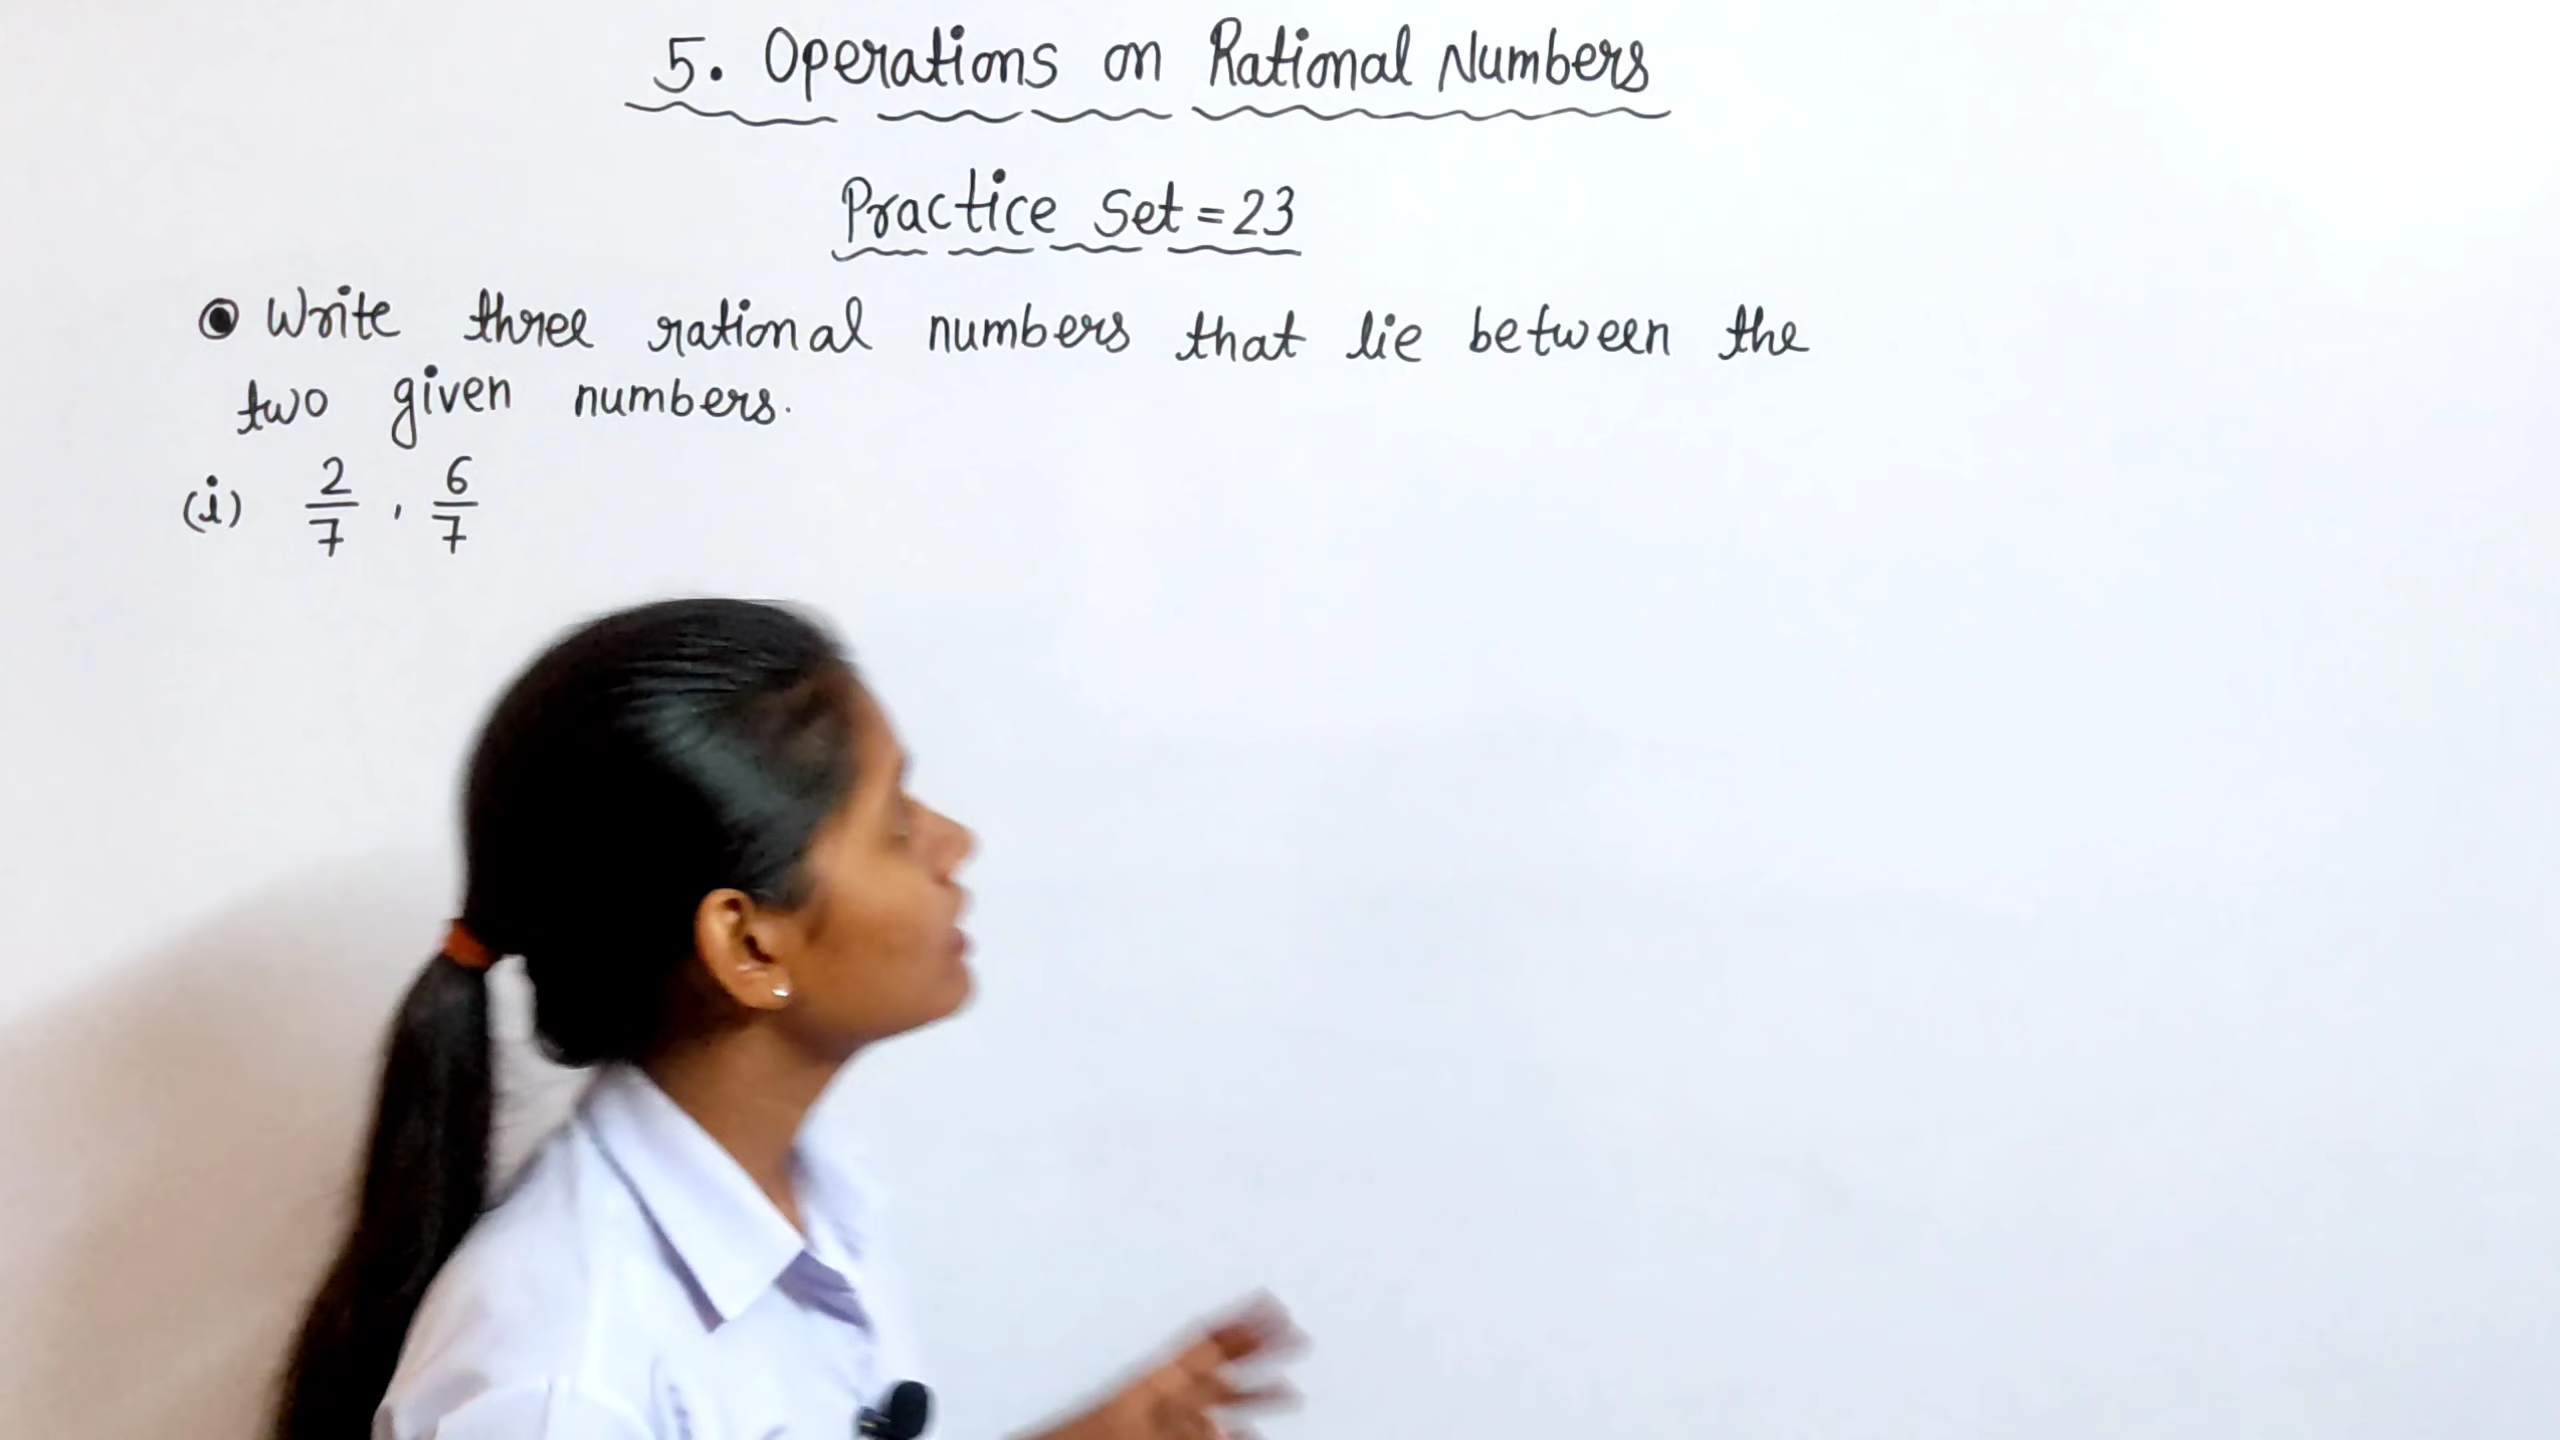 5. Operations on Rational Numbers
Practice Set = 23
Write three rational numbers that lie between the
two given numbers.
(i) 2/7 , 6/7